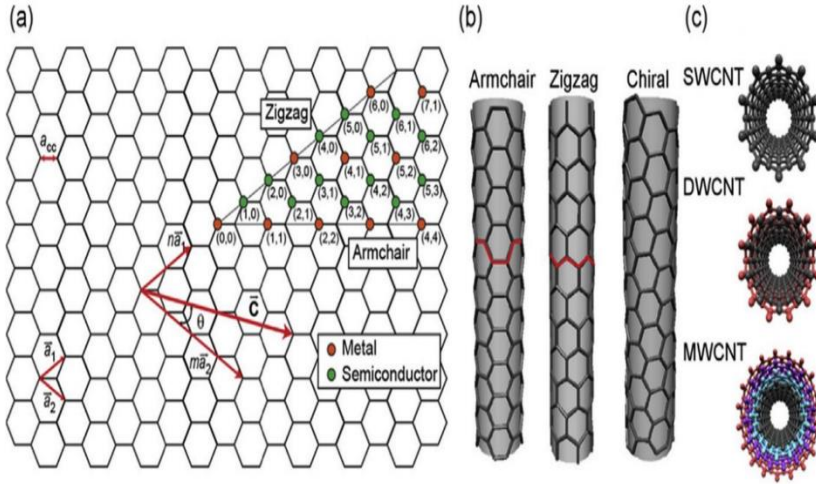 (a)
Zigzag
(6,0) (7,1)
(5,0) (6,1)
a_cc
(4,0) (5,1) (6,2)
(3,0) (4,1) (5,2)
(2,0) (3,1) (4,2) (5,3)
(1,0) (2,1) (3,2) (4,3)
(0,0) (1,1) (2,2) (4,4)
Armchair
na̅₁
C̅
θ
ma̅₂
a̅₁
a̅₂
Metal
Semiconductor
(b)
Armchair Zigzag Chiral
(c)
SWCNT
DWCNT
MWCNT